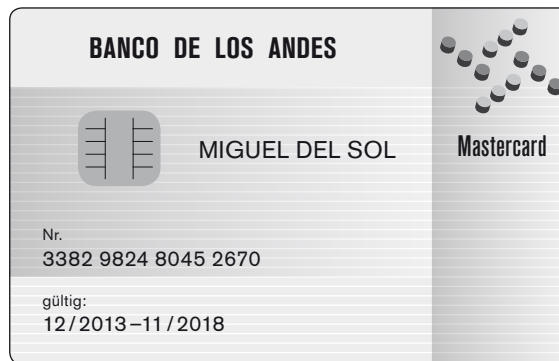 BANCO DE LOS ANDES
MIGUEL DEL SOL
Mastercard
Nr.
3382 9824 8045 2670
gültig:
12/2013–11/2018